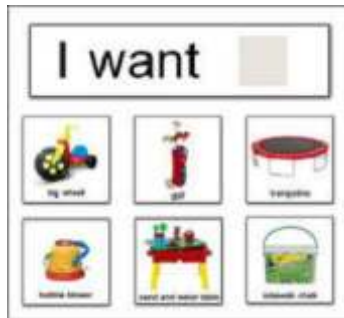 I want
big wheel
golf
trampoline
bubble blower
sand and water table
sidewalk chalk